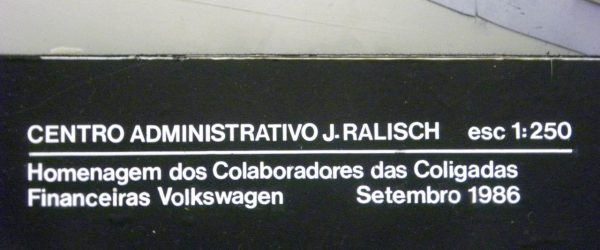 CENTRO ADMINISTRATIVO J. RALISCH esc 1:250
Homenagem dos Colaboradores das Coligadas
Financeiras Volkswagen Setembro 1986